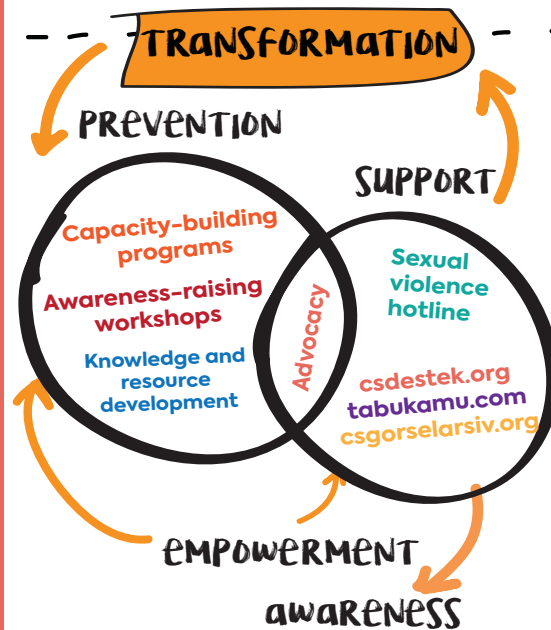 TRANSFORMATION
PREVENTION
SUPPORT
Capacity-building
programs
Awareness-raising
workshops
Knowledge and
resource
development
Advocacy
Sexual
violence
hotline
csdestek.org
tabukamu.com
csgorselarsiv.org
EMPOWERMENT
AWARENESS